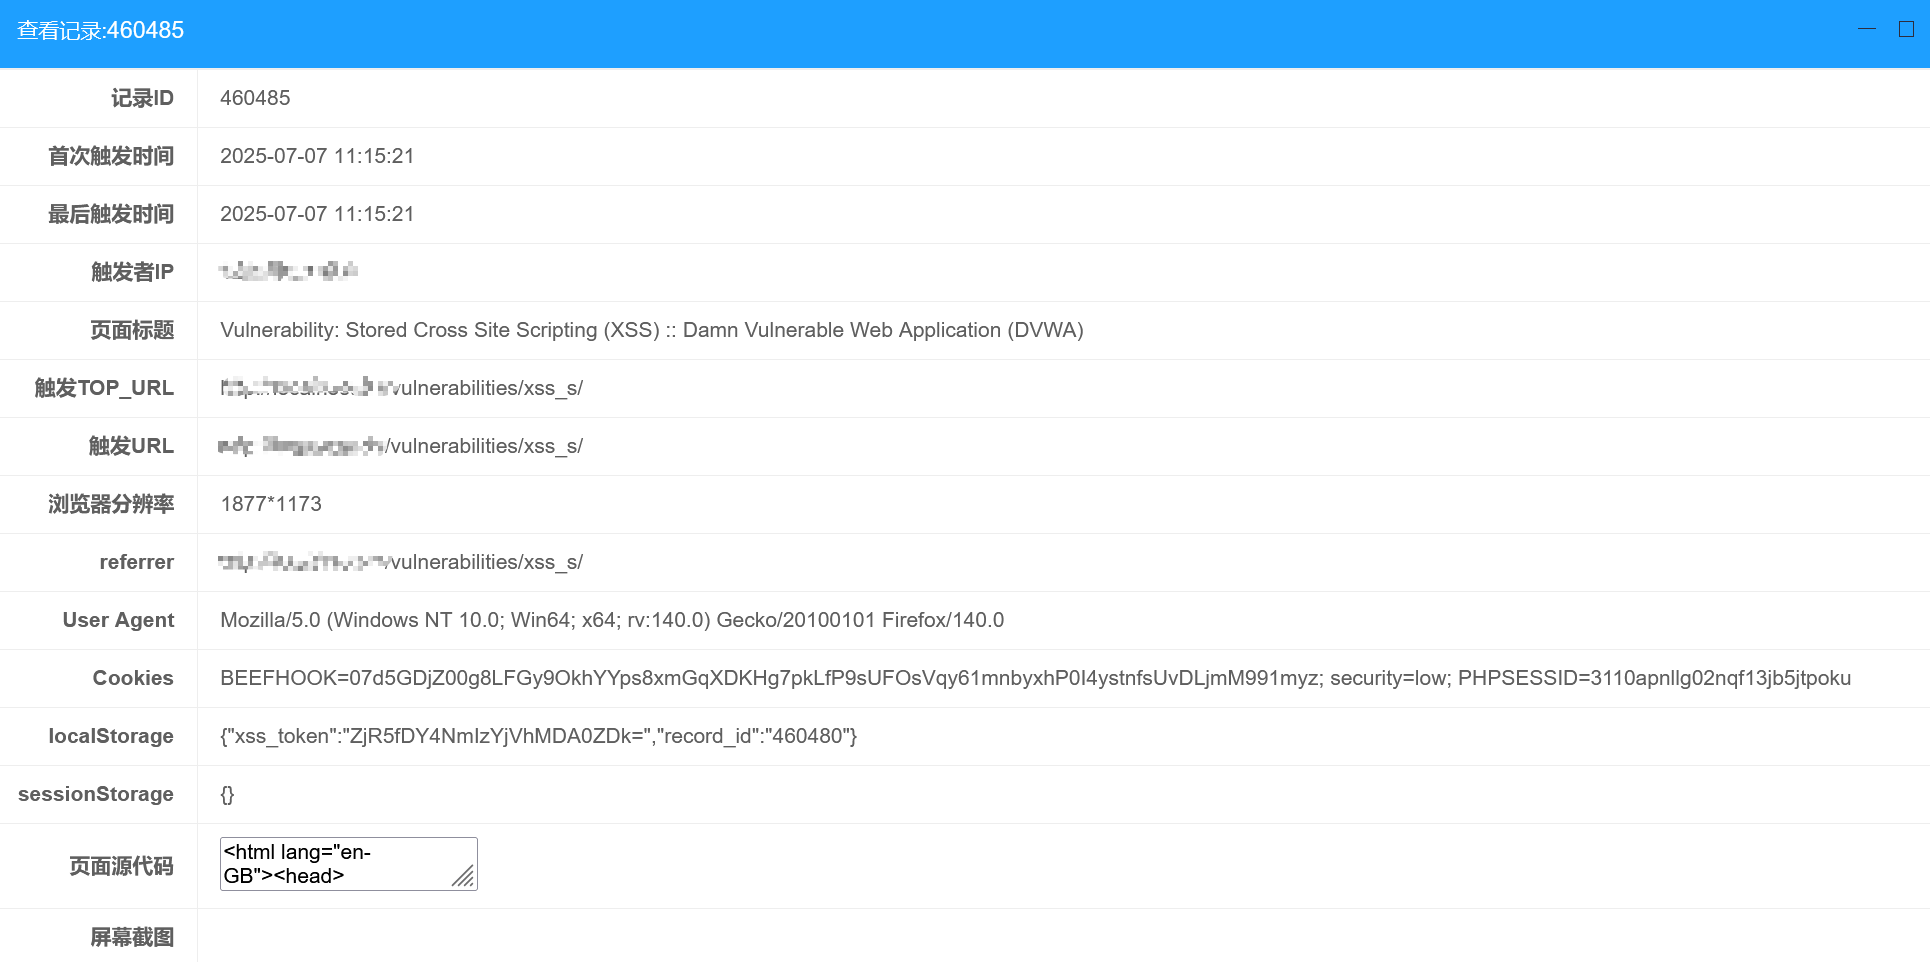 查看记录:460485
记录ID 460485
首次触发时间 2025-07-07 11:15:21
最后触发时间 2025-07-07 11:15:21
触发者IP
页面标题 Vulnerability: Stored Cross Site Scripting (XSS) :: Damn Vulnerable Web Application (DVWA)
触发TOP_URL vulnerabilities/xss_s/
触发URL /vulnerabilities/xss_s/
浏览器分辨率 1877*1173
referrer vulnerabilities/xss_s/
User Agent Mozilla/5.0 (Windows NT 10.0; Win64; x64; rv:140.0) Gecko/20100101 Firefox/140.0
Cookies BEEFHOOK=07d5GDjZ00g8LFGy9OkhYYps8xmGqXDKHg7pkLfP9sUFOsVqy61mnbyxhP0I4ystnfsUvDLjmM991myz; security=low; PHPSESSID=3110apnllg02nqf13jb5jtpoku
localStorage {"xss_token":"ZjR5fDY4NmIzYjVhMDA0ZDk=","record_id":"460480"}
sessionStorage {}
页面源代码 <html lang="en-
GB"><head>
屏幕截图